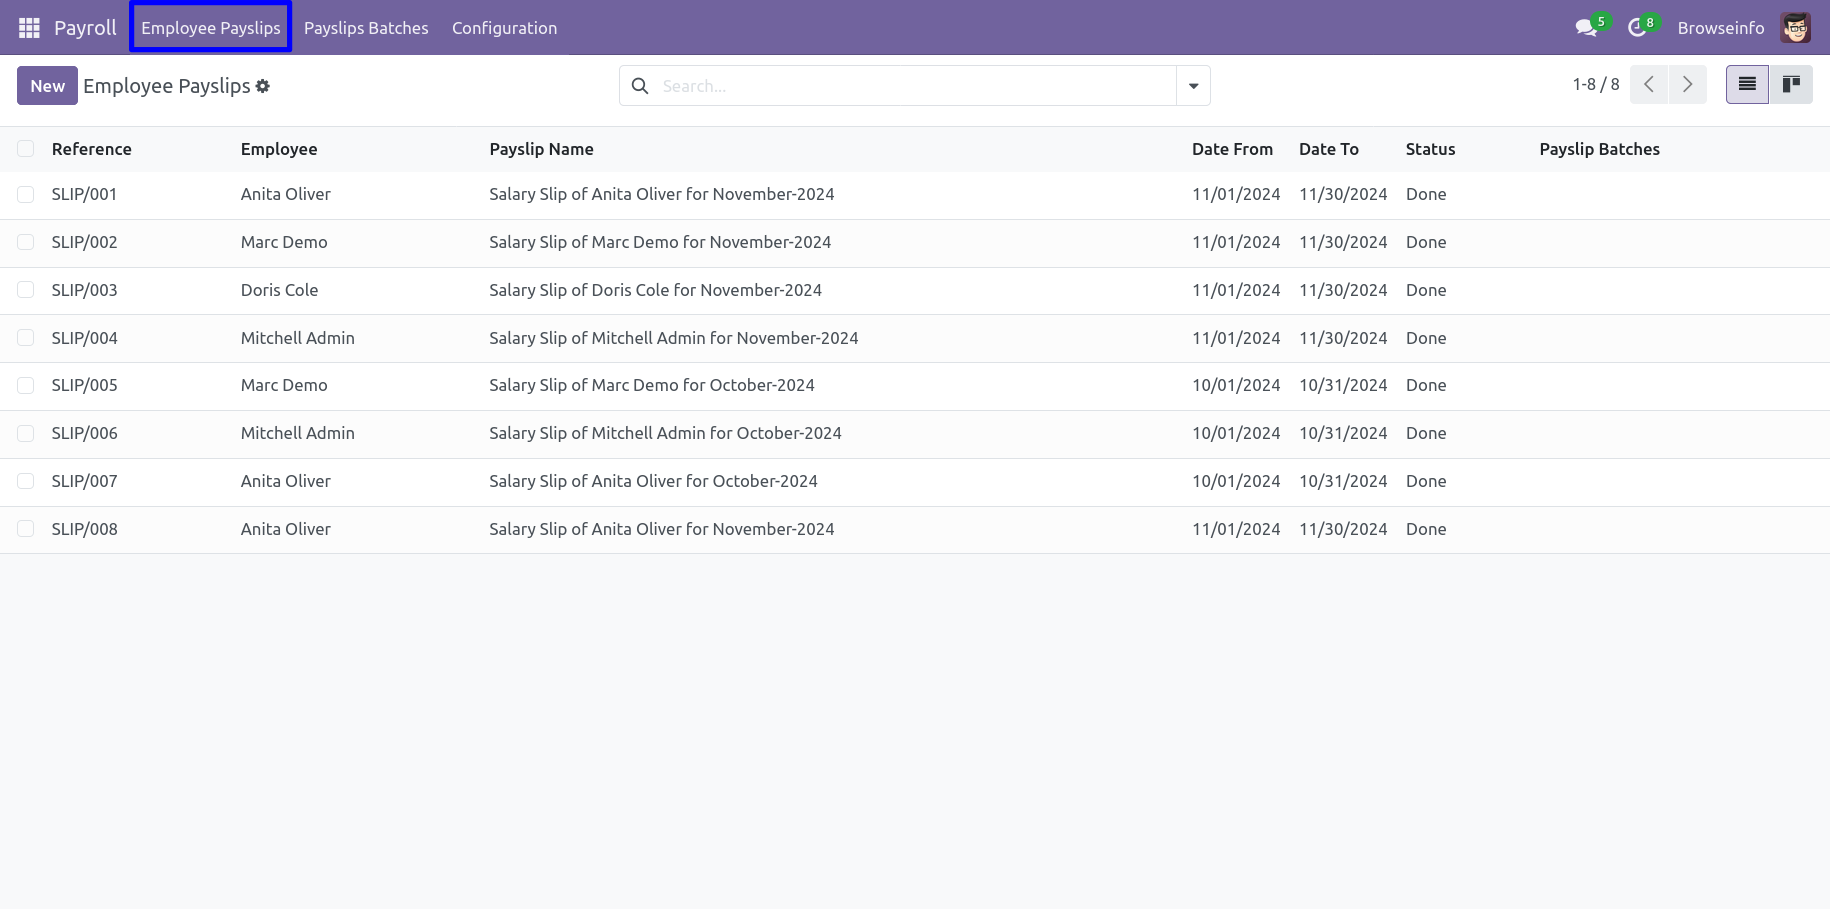 Payroll Employee Payslips Payslips Batches Configuration 5 8 Browseinfo
New Employee Payslips Search... 1-8 / 8
Reference Employee Payslip Name Date From Date To Status Payslip Batches
SLIP/001 Anita Oliver Salary Slip of Anita Oliver for November-2024 11/01/2024 11/30/2024 Done
SLIP/002 Marc Demo Salary Slip of Marc Demo for November-2024 11/01/2024 11/30/2024 Done
SLIP/003 Doris Cole Salary Slip of Doris Cole for November-2024 11/01/2024 11/30/2024 Done
SLIP/004 Mitchell Admin Salary Slip of Mitchell Admin for November-2024 11/01/2024 11/30/2024 Done
SLIP/005 Marc Demo Salary Slip of Marc Demo for October-2024 10/01/2024 10/31/2024 Done
SLIP/006 Mitchell Admin Salary Slip of Mitchell Admin for October-2024 10/01/2024 10/31/2024 Done
SLIP/007 Anita Oliver Salary Slip of Anita Oliver for October-2024 10/01/2024 10/31/2024 Done
SLIP/008 Anita Oliver Salary Slip of Anita Oliver for November-2024 11/01/2024 11/30/2024 Done